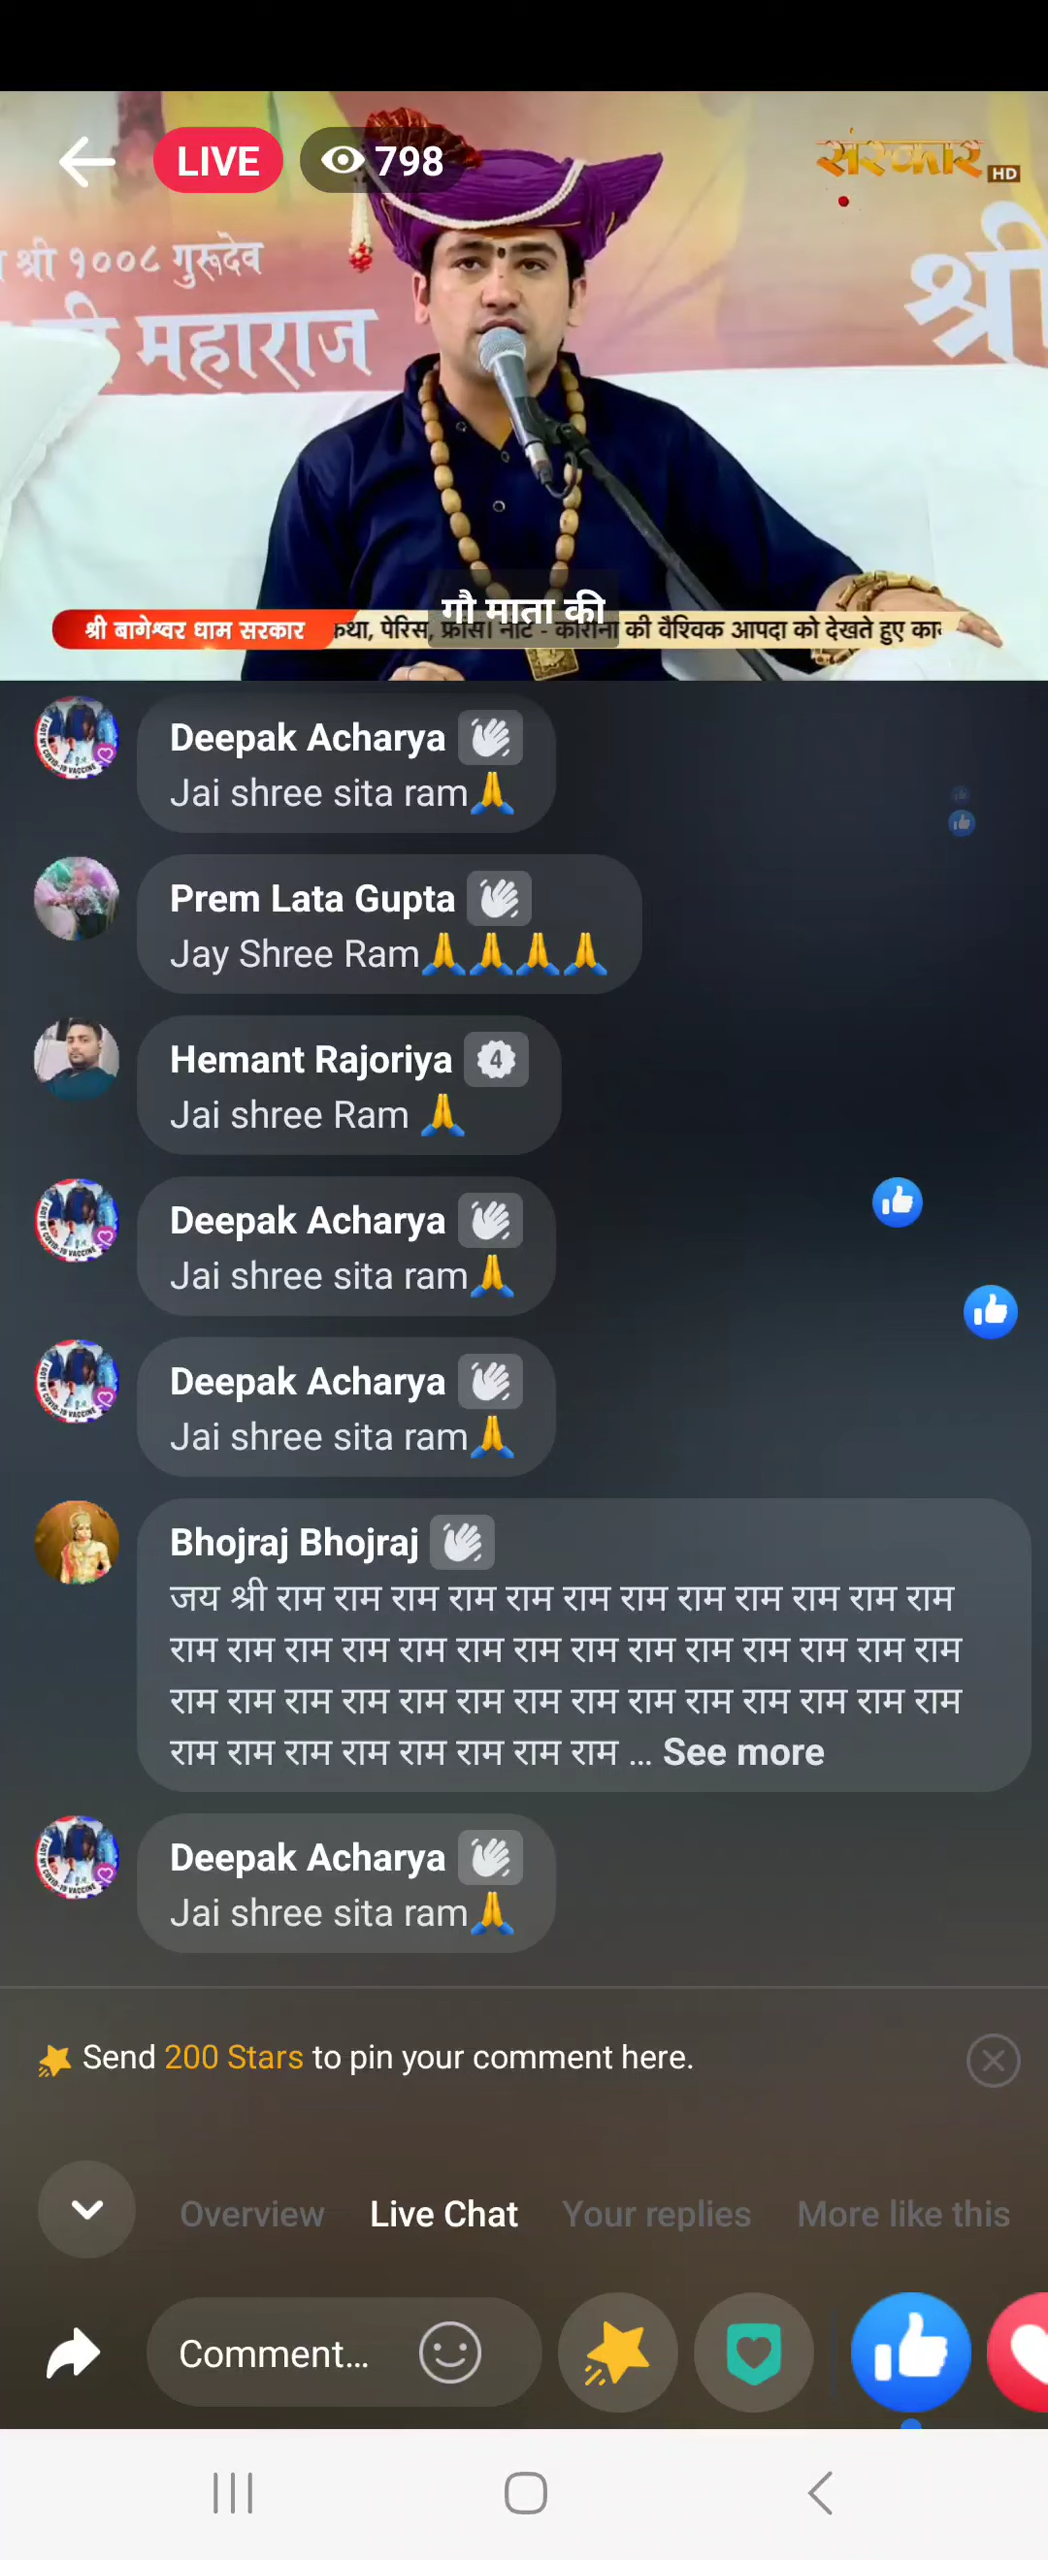 LIVE
798
संस्कार HD
श्री १००८ गुरूदेव
महाराज
श्री
गौ माता की
श्री बागेश्वर धाम सरकार
कथा, पेरिस, फ्रांस। नोट - कोरोना की वैश्विक आपदा को देखते हुए का
Deepak Acharya
Jai shree sita ram🙏
Prem Lata Gupta
Jay Shree Ram🙏🙏🙏🙏
Hemant Rajoriya 4
Jai shree Ram 🙏
Deepak Acharya
Jai shree sita ram🙏
Deepak Acharya
Jai shree sita ram🙏
Bhojraj Bhojraj
जय श्री राम राम राम राम राम राम राम राम राम राम राम राम
राम राम राम राम राम राम राम राम राम राम राम राम राम राम
राम राम राम राम राम राम राम राम राम राम राम राम राम राम
राम राम राम राम राम राम राम राम ... See more
Deepak Acharya
Jai shree sita ram🙏
Send 200 Stars to pin your comment here.
Overview Live Chat Your replies More like this
Comment...